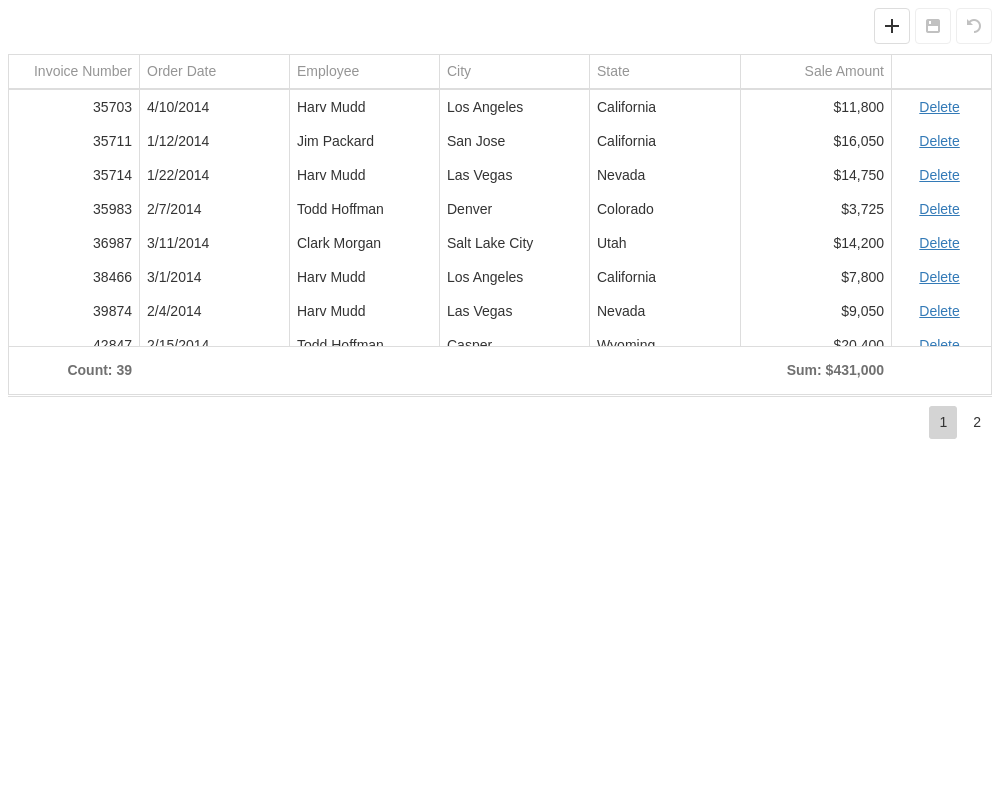 Invoice Number Order Date Employee City State Sale Amount
35703 4/10/2014 Harv Mudd Los Angeles California $11,800 Delete
35711 1/12/2014 Jim Packard San Jose California $16,050 Delete
35714 1/22/2014 Harv Mudd Las Vegas Nevada $14,750 Delete
35983 2/7/2014 Todd Hoffman Denver Colorado $3,725 Delete
36987 3/11/2014 Clark Morgan Salt Lake City Utah $14,200 Delete
38466 3/1/2014 Harv Mudd Los Angeles California $7,800 Delete
39874 2/4/2014 Harv Mudd Las Vegas Nevada $9,050 Delete
42847 2/15/2014 Todd Hoffman Casper Wyoming $20,400 Delete
Count: 39 Sum: $431,000
1 2